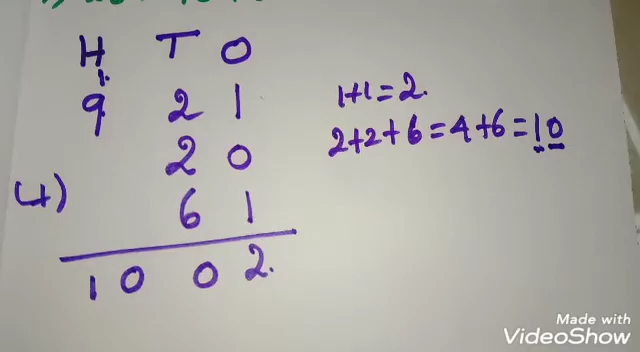 H T O
1
9 2 1
2 0
(+) 6 1
1 0 0 2.
1+1=2.
2+2+6=4+6=10
Made with
VideoShow